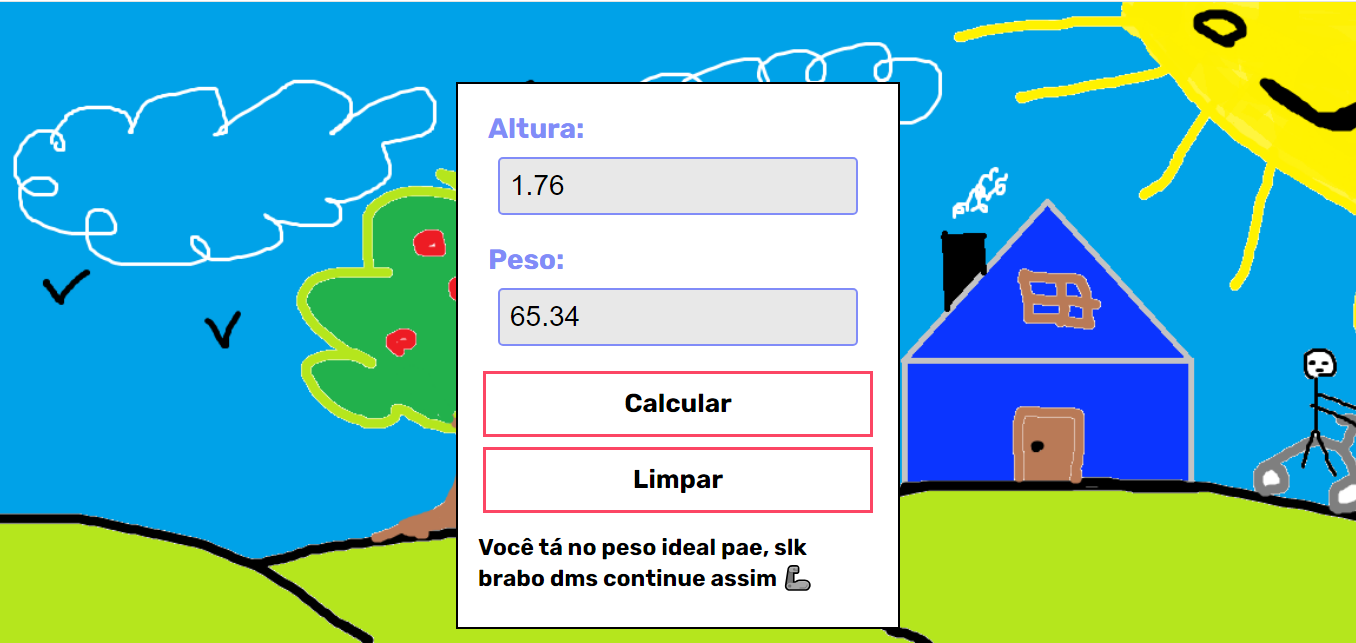 Altura:
1.76
Peso:
65.34
Calcular
Limpar
Você tá no peso ideal pae, slk
brabo dms continue assim 🦾